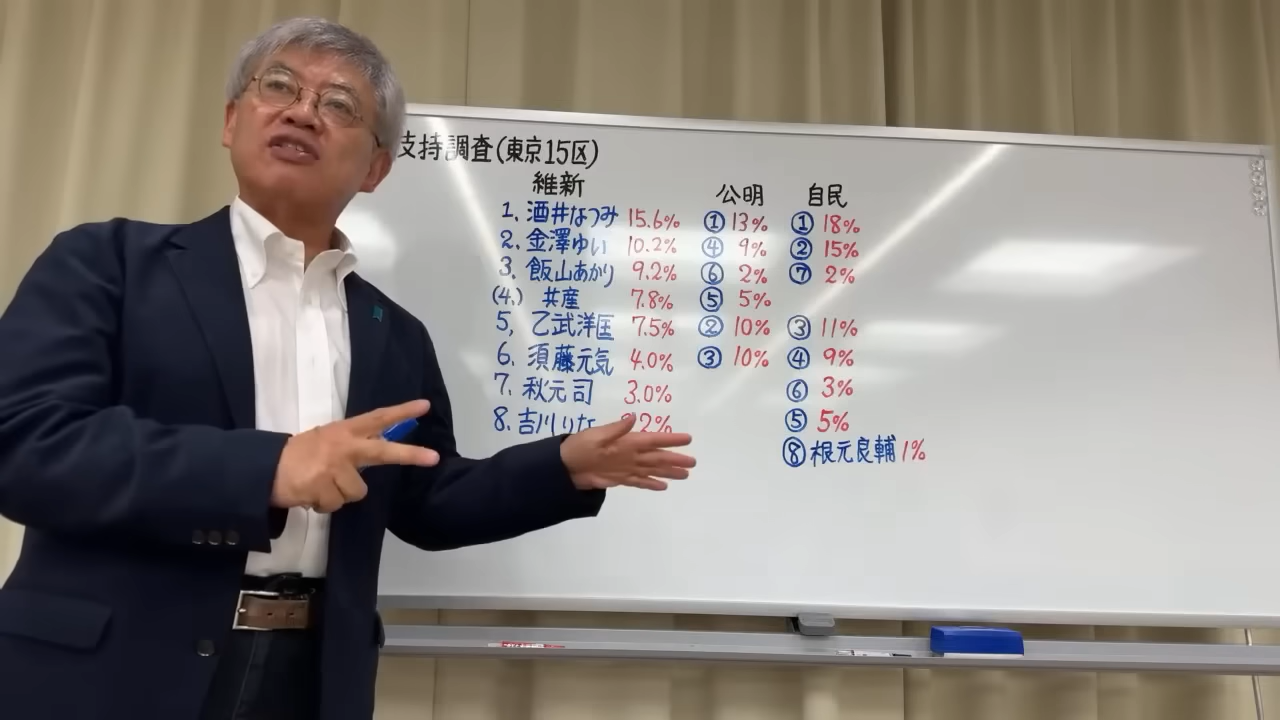 支持調査(東京15区)
維新 公明 自民
1. 酒井なつみ 15.6% ① 13% ① 18%
2. 金澤ゆい 10.2% ④ 9% ② 15%
3. 飯山あかり 9.2% ⑥ 2% ⑦ 2%
(4.) 共産 7.8% ⑤ 5%
5, 乙武洋匡 7.5% ② 10% ③ 11%
6. 須藤元気 4.0% ③ 10% ④ 9%
7. 秋元司 3.0% ⑥ 3%
8. 吉川りな 2% ⑤ 5%
⑧ 根元良輔 1%